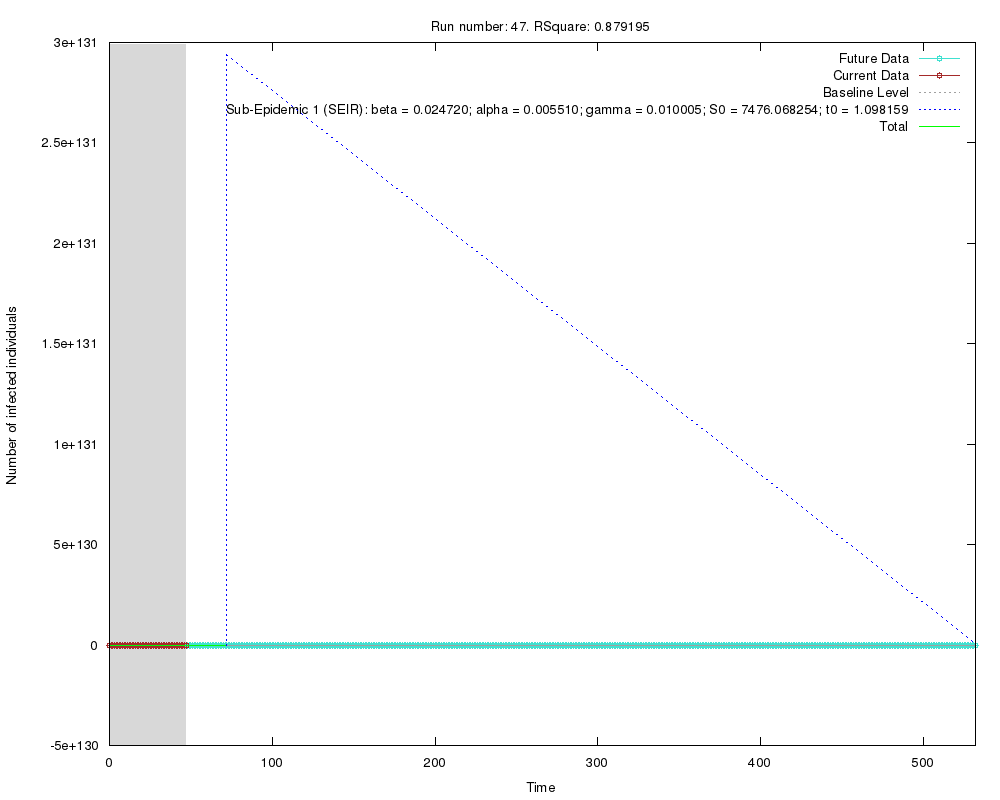 Run number: 47. RSquare: 0.879195
3e+131
2.5e+131
2e+131
1.5e+131
1e+131
5e+130
0
-5e+130
Number of infected individuals
Future Data
Current Data
Baseline Level
Sub-Epidemic 1 (SEIR): beta = 0.024720; alpha = 0.005510; gamma = 0.010005; S0 = 7476.068254; t0 = 1.098159
Total
0 100 200 300 400 500
Time